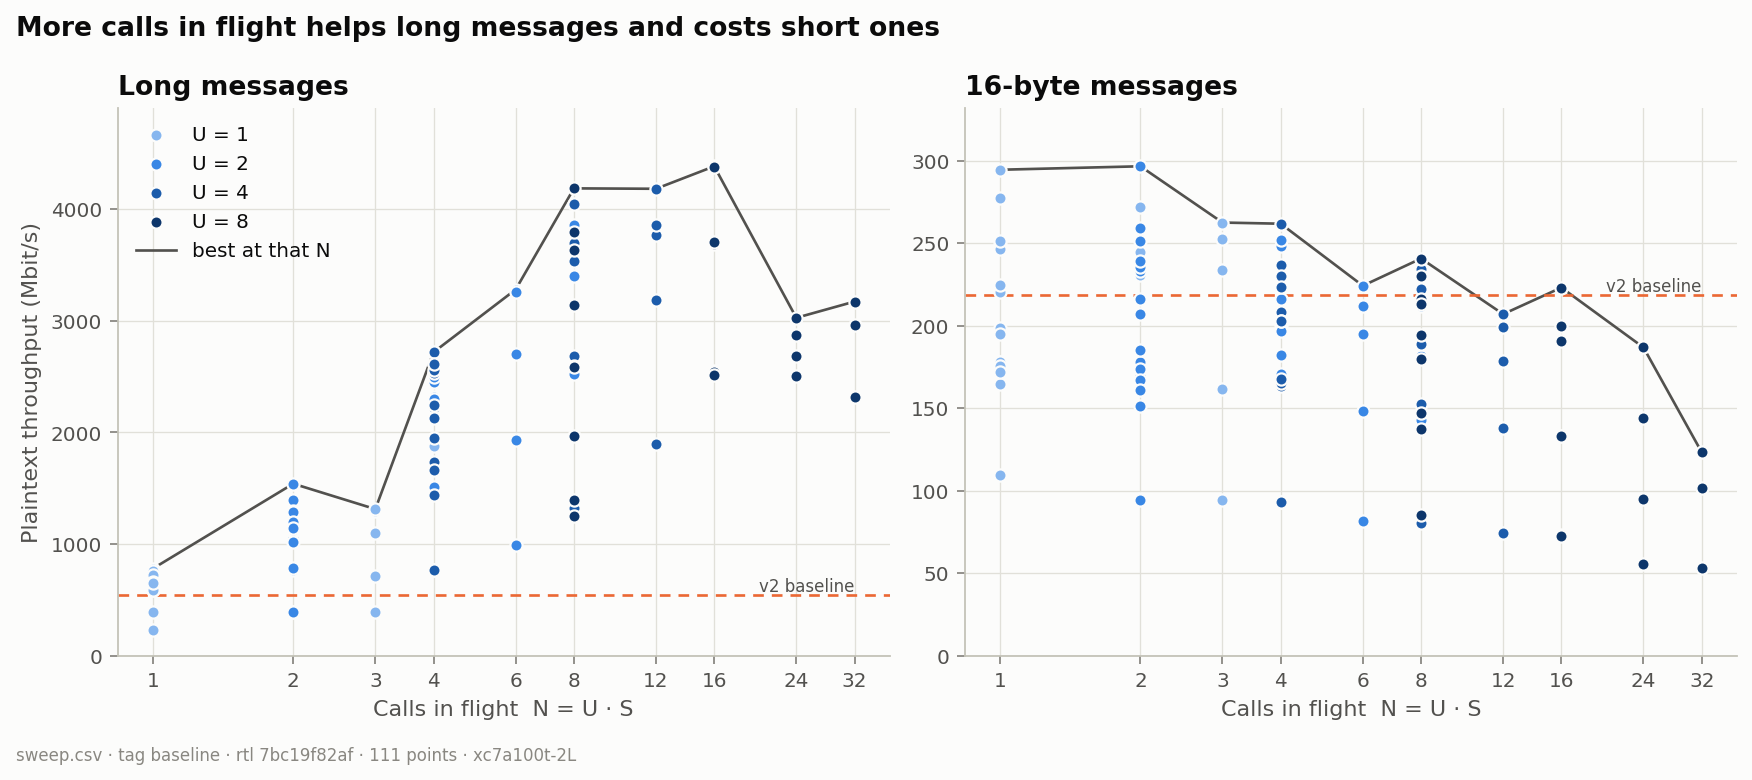 More calls in flight helps long messages and costs short ones
Long messages
U = 1
U = 2
U = 4
U = 8
best at that N
v2 baseline
Plaintext throughput (Mbit/s)
4000
3000
2000
1000
0
1 2 3 4 6 8 12 16 24 32
Calls in flight N = U · S
16-byte messages
v2 baseline
300
250
200
150
100
50
0
1 2 3 4 6 8 12 16 24 32
Calls in flight N = U · S
sweep.csv · tag baseline · rtl 7bc19f82af · 111 points · xc7a100t-2L